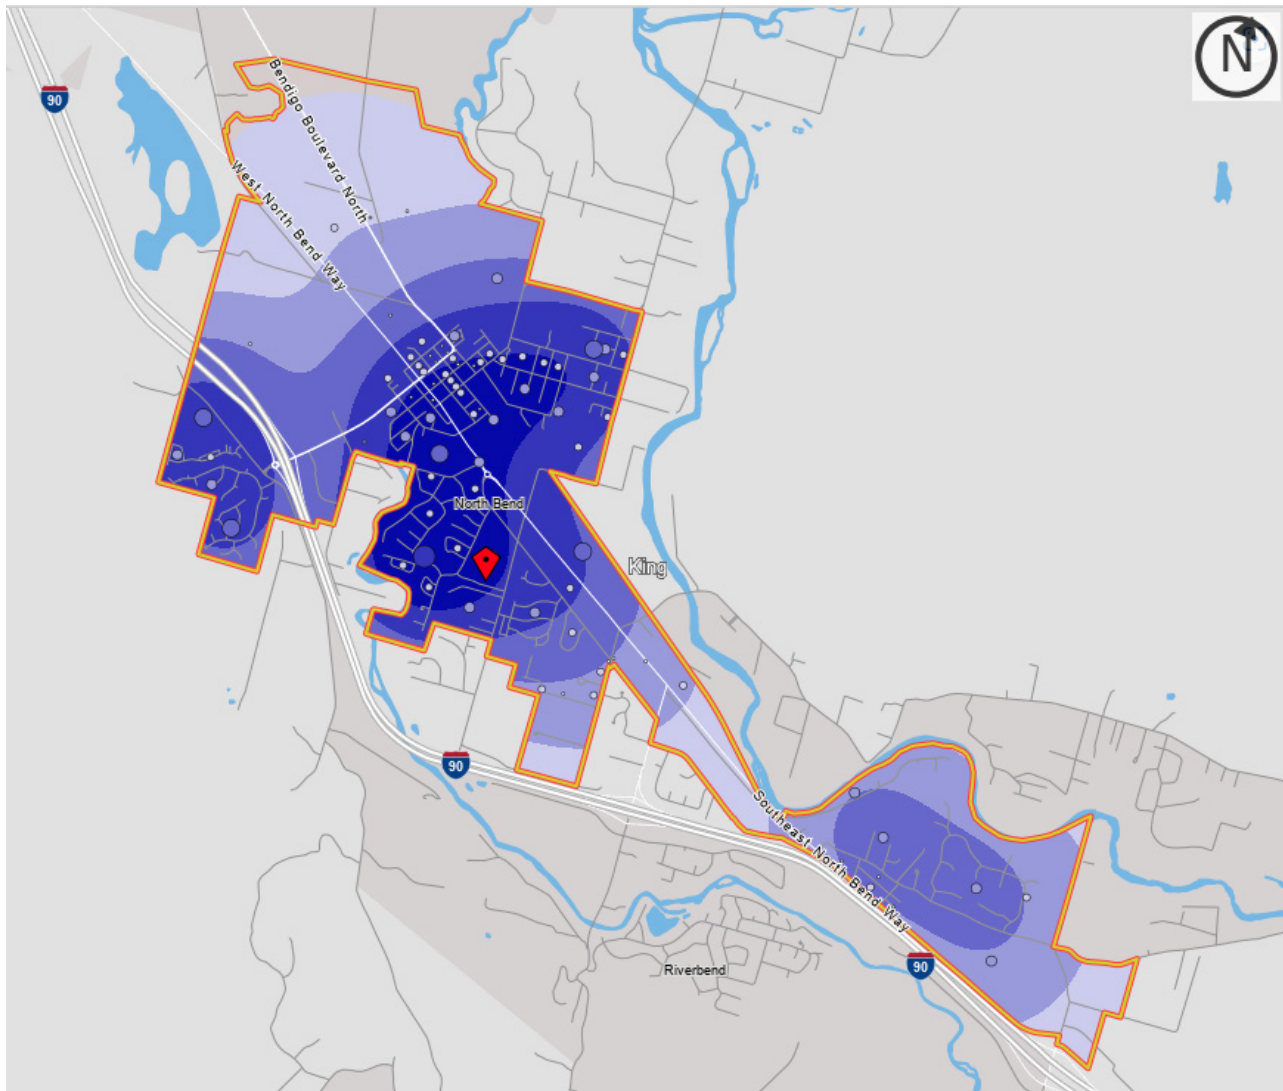 N
90
Bendigo Boulevard North
West North Bend Way
North Bend
King
90
Southeast North Bend Way
90
Riverbend